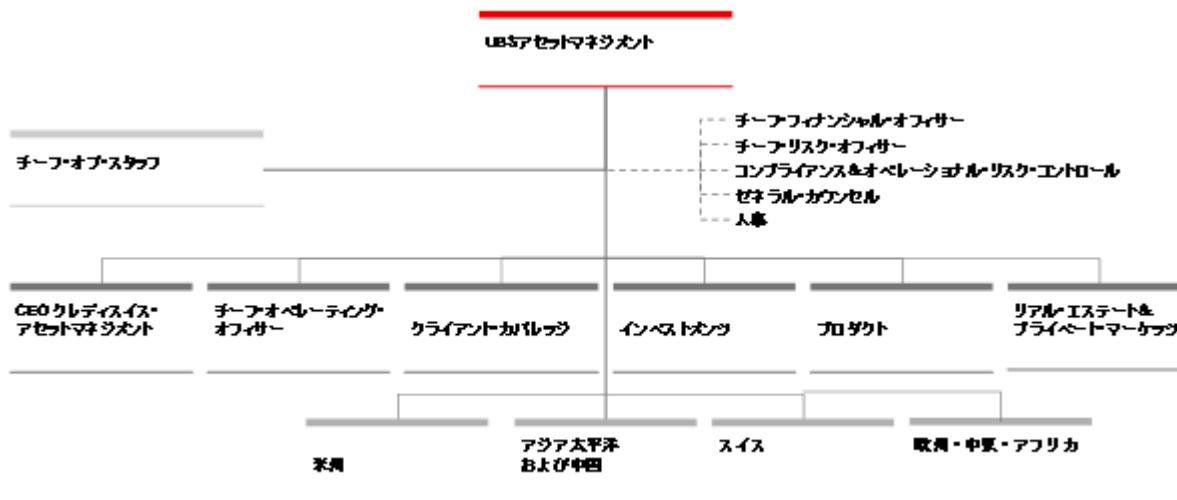 UBSアセットマネジメント
チーフ・フィナンシャル・オフィサー
チーフ・オブ・スタッフ
チーフ・リスク・オフィサー
コンプライアンス&オペレーショナル・リスク・コントロール
ゼネラル・カウンセル
人事
CEO クレディスイス・
アセットマネジメント
チーフ・オペレーティング・
オフィサー
クライアント・カバレッジ
インベストメンツ
プロダクト
リアル・エステート&
プライベート・マーケッツ
米州
アジア太平洋
および中国
スイス
欧州・中東・アフリカ